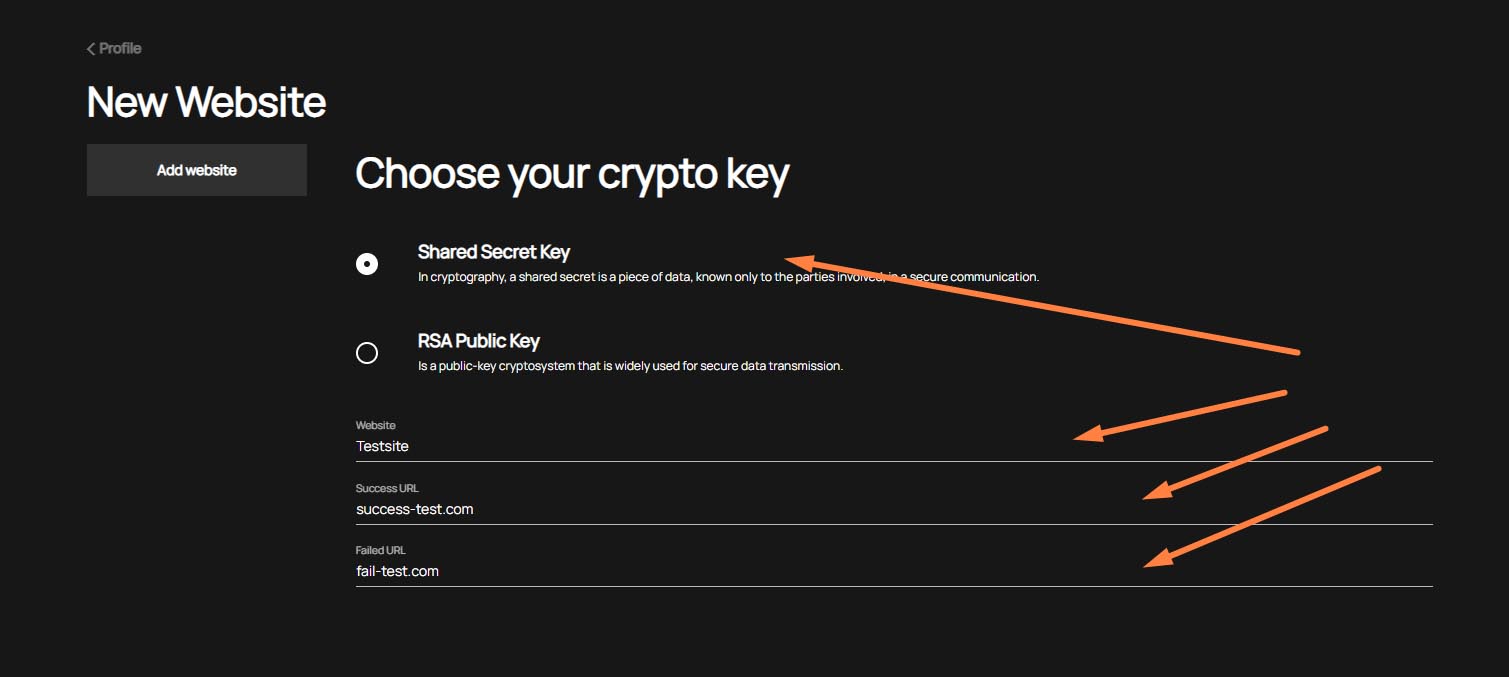 Profile
New Website
Add website
Choose your crypto key
Shared Secret Key
In cryptography, a shared secret is a piece of data, known only to the parties involved, in a secure communication.
RSA Public Key
Is a public-key cryptosystem that is widely used for secure data transmission.
Website
Testsite
Success URL
success-test.com
Failed URL
fail-test.com